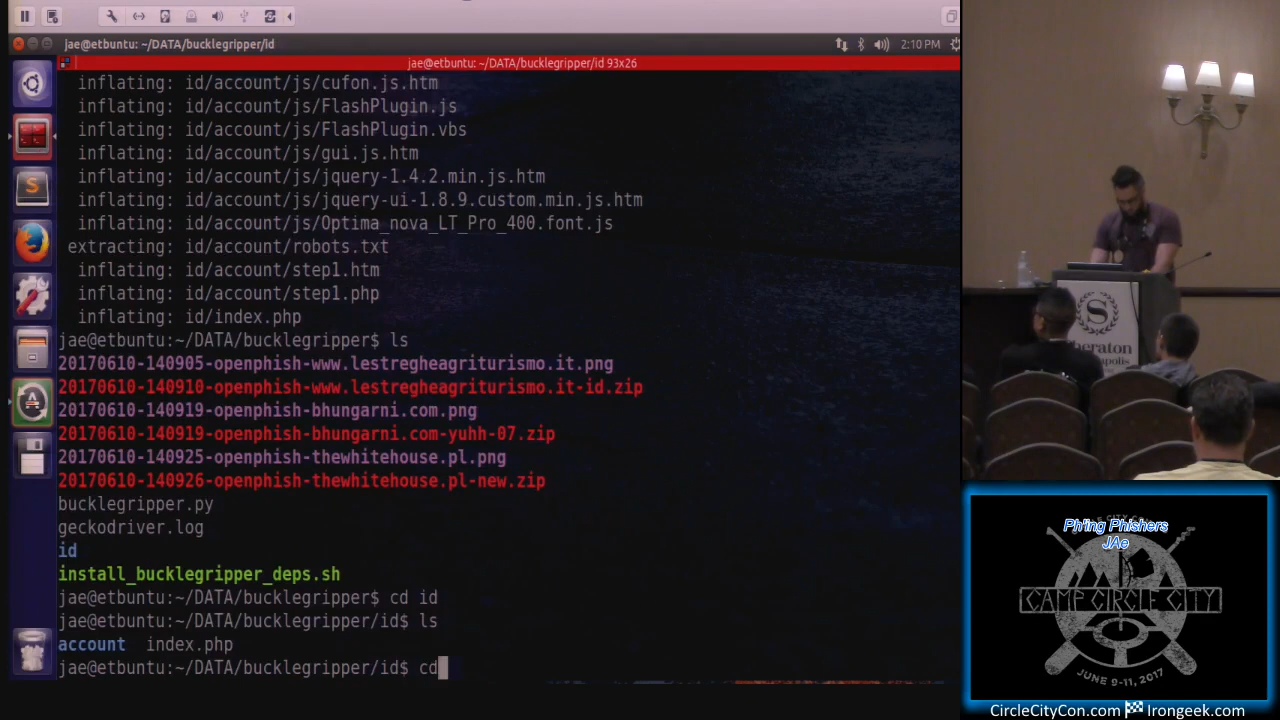 jae@etbuntu: ~/DATA/bucklegripper/id
2:10 PM
jae@etbuntu: ~/DATA/bucklegripper/id 93x26
inflating: id/account/js/cufon.js.htm
inflating: id/account/js/FlashPlugin.js
inflating: id/account/js/FlashPlugin.vbs
inflating: id/account/js/gui.js.htm
inflating: id/account/js/jquery-1.4.2.min.js.htm
inflating: id/account/js/jquery-ui-1.8.9.custom.min.js.htm
inflating: id/account/js/Optima_nova_LT_Pro_400.font.js
extracting: id/account/robots.txt
inflating: id/account/step1.htm
inflating: id/account/step1.php
inflating: id/index.php
jae@etbuntu:~/DATA/bucklegripper$ ls
20170610-140905-openphish-www.lestregheagriturismo.it.png
20170610-140910-openphish-www.lestregheagriturismo.it-id.zip
20170610-140919-openphish-bhungarni.com.png
20170610-140919-openphish-bhungarni.com-yuhh-07.zip
20170610-140925-openphish-thewhitehouse.pl.png
20170610-140926-openphish-thewhitehouse.pl-new.zip
bucklegripper.py
geckodriver.log
id
install_bucklegripper_deps.sh
jae@etbuntu:~/DATA/bucklegripper$ cd id
jae@etbuntu:~/DATA/bucklegripper/id$ ls
account index.php
jae@etbuntu:~/DATA/bucklegripper/id$ cd
S
Ph'ing Phishers
JAe
CAMP CIRCLE CITY
JUNE 9-11, 2017
CircleCityCon.com Irongeek.com